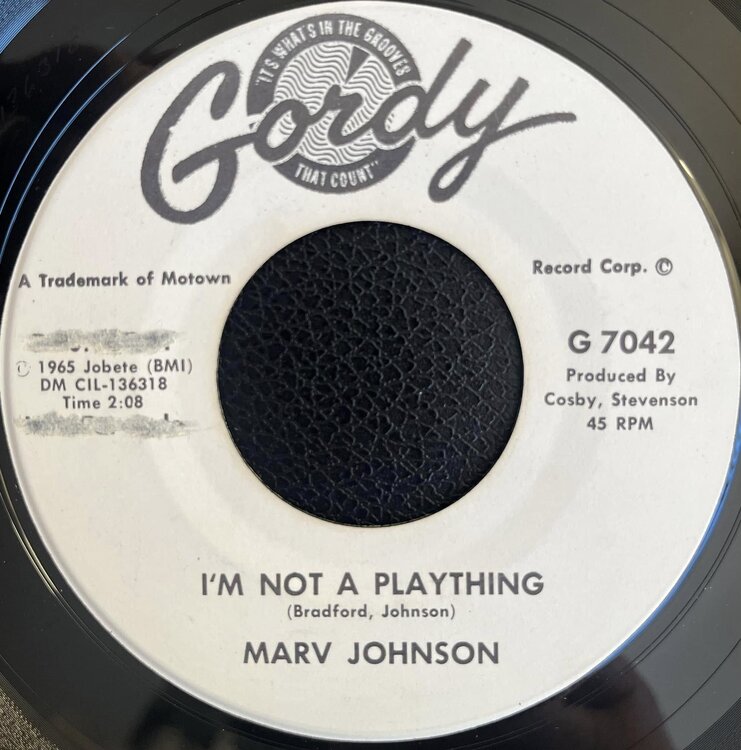 "IT'S WHAT'S IN THE GROOVES
Gordy
THAT COUNT"
A Trademark of Motown
Record Corp. ©
© 1965 Jobete (BMI)
DM CIL-136318
Time 2:08
G 7042
Produced By
Cosby, Stevenson
45 RPM
I'M NOT A PLAYTHING
(Bradford, Johnson)
MARV JOHNSON